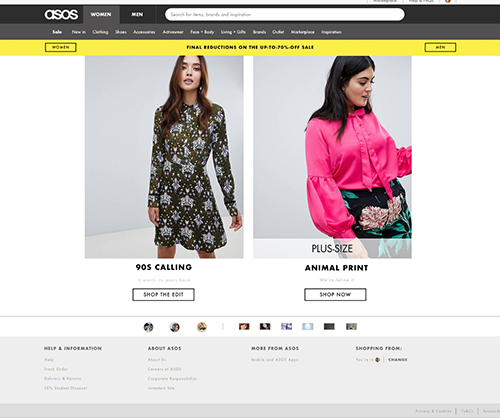 Marketplace Help & FAQs
asos WOMEN MEN Search for items, brands and inspiration
Sale New in Clothing Shoes Accessories Activewear Face + Body Living + Gifts Brands Outlet Marketplace Inspiration
WOMEN FINAL REDUCTIONS ON THE UP-TO-70%-OFF SALE MEN
PLUS-SIZE
90S CALLING ANIMAL PRINT
SHOP THE EDIT SHOP NOW
HELP & INFORMATION ABOUT ASOS MORE FROM ASOS SHOPPING FROM:
Help About Us Mobile and ASOS Apps You're in CHANGE
Track Order Careers at ASOS
Delivery & Returns Corporate Responsibility
10% Student Discount Investors Site
Privacy & Cookies T&Cs